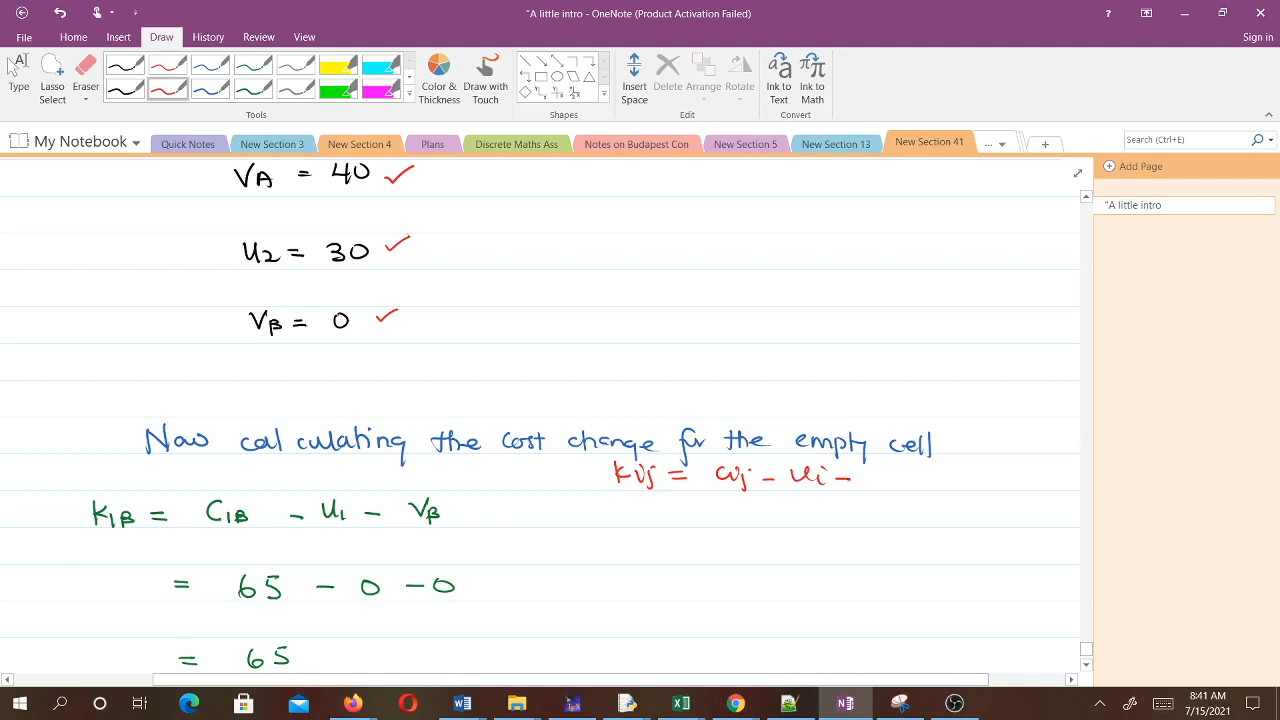 "A little intro - OneNote (Product Activation Failed)
?
File Home Insert Draw History Review View Sign in
Type Lasso Select Eraser Color & Thickness Draw with Touch Insert Space Delete Arrange Rotate Ink to Text Ink to Math
Tools Shapes Edit Convert
My Notebook Quick Notes New Section 3 New Section 4 Plans Discrete Maths Ass Notes on Budapest Con New Section 5 New Section 13 New Section 41 ... + Search (Ctrl+E)
Add Page
"A little intro
VA = 40 ✓
U2 = 30 ✓
VB = 0 ✓
Now calculating the cost change for the empty cell
Kij = Cij - Ui -
K1B = C1B - U1 - VB
= 65 - 0 - 0
= 65
8:41 AM
7/15/2021